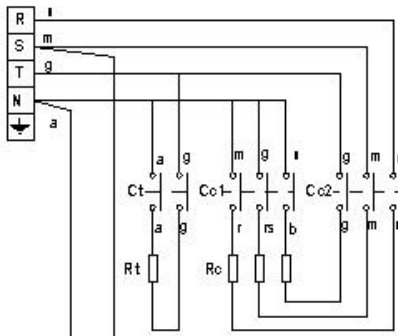 R
S m
T g
N
a
a g m g g m
Ct Cc1 Cc2
a g r rs b g m
Rt Rc